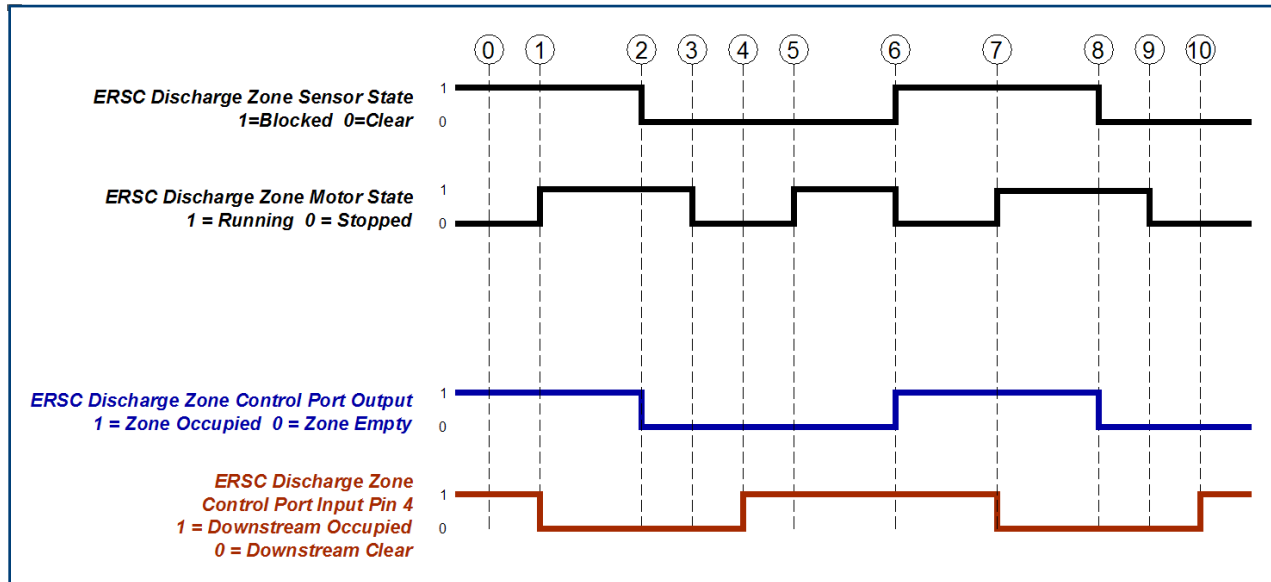 0 1 2 3 4 5 6 7 8 9 10
ERSC Discharge Zone Sensor State
1=Blocked 0=Clear
1
0
ERSC Discharge Zone Motor State
1 = Running 0 = Stopped
1
0
ERSC Discharge Zone Control Port Output
1 = Zone Occupied 0 = Zone Empty
1
0
ERSC Discharge Zone
Control Port Input Pin 4
1 = Downstream Occupied
0 = Downstream Clear
1
0